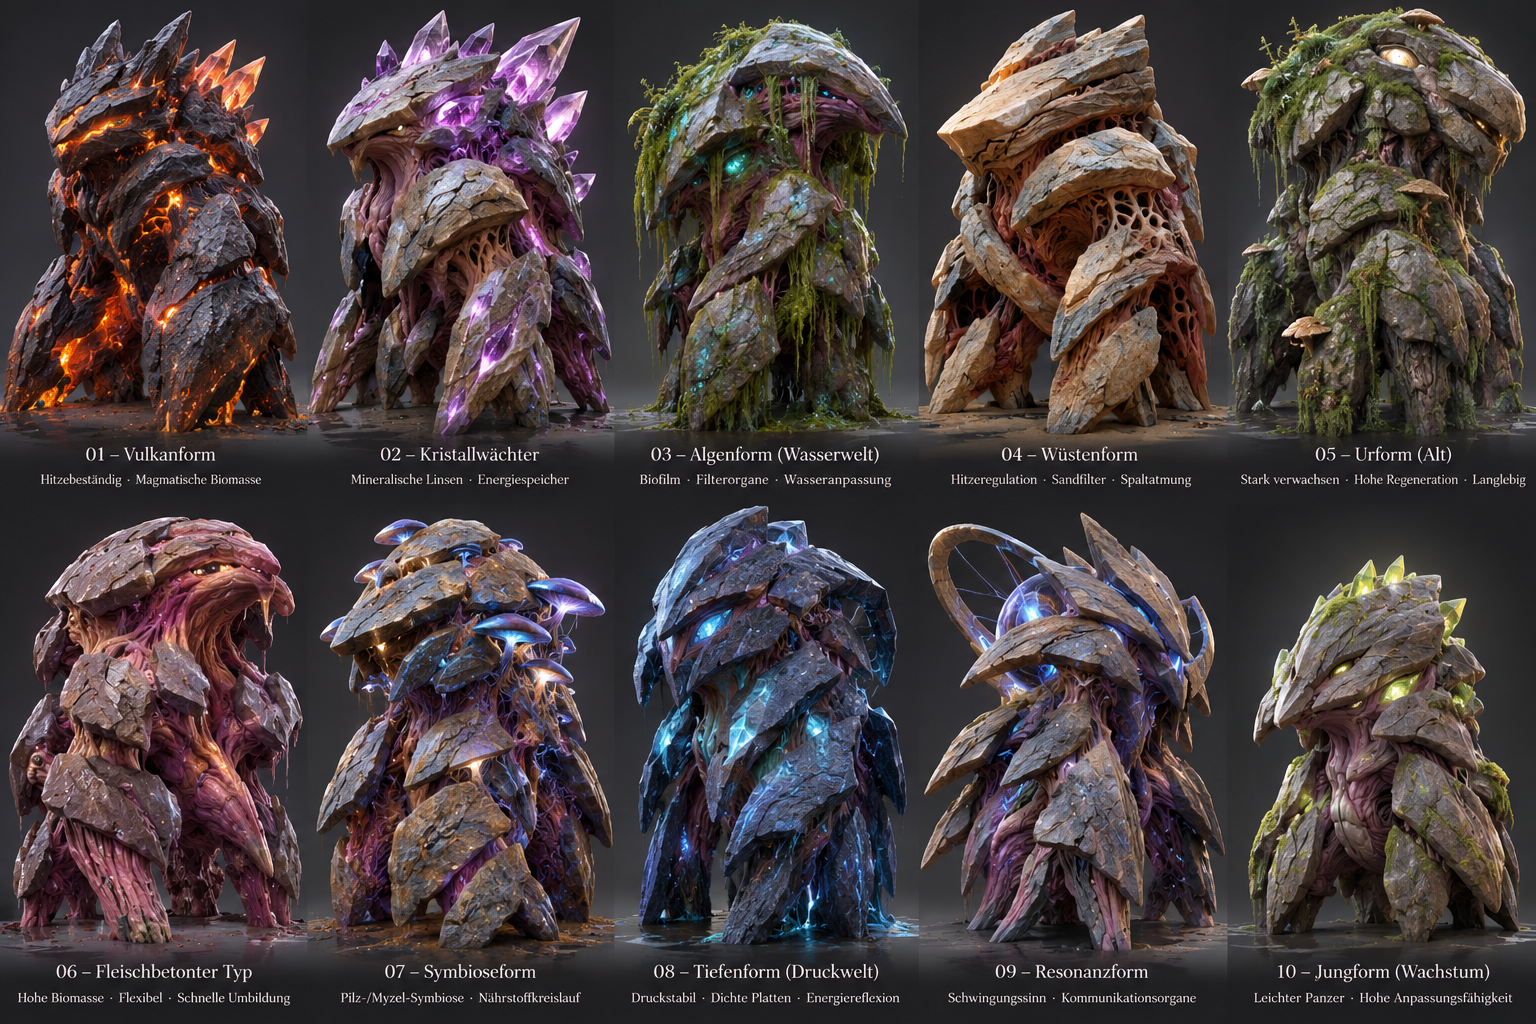 01 – Vulkanform
Hitzebeständig · Magmatische Biomasse
02 – Kristallwächter
Mineralische Linsen · Energiespeicher
03 – Algenform (Wasserwelt)
Biofilm · Filterorgane · Wasseranpassung
04 – Wüstenform
Hitzeregulation · Sandfilter · Spaltatmung
05 – Urform (Alt)
Stark verwachsen · Hohe Regeneration · Langlebig
06 – Fleischbetonter Typ
Hohe Biomasse · Flexibel · Schnelle Umbildung
07 – Symbioseform
Pilz-/Myzel-Symbiose · Nährstoffkreislauf
08 – Tiefenform (Druckwelt)
Druckstabil · Dichte Platten · Energiereflexion
09 – Resonanzform
Schwingungssinn · Kommunikationsorgane
10 – Jungform (Wachstum)
Leichter Panzer · Hohe Anpassungsfähigkeit